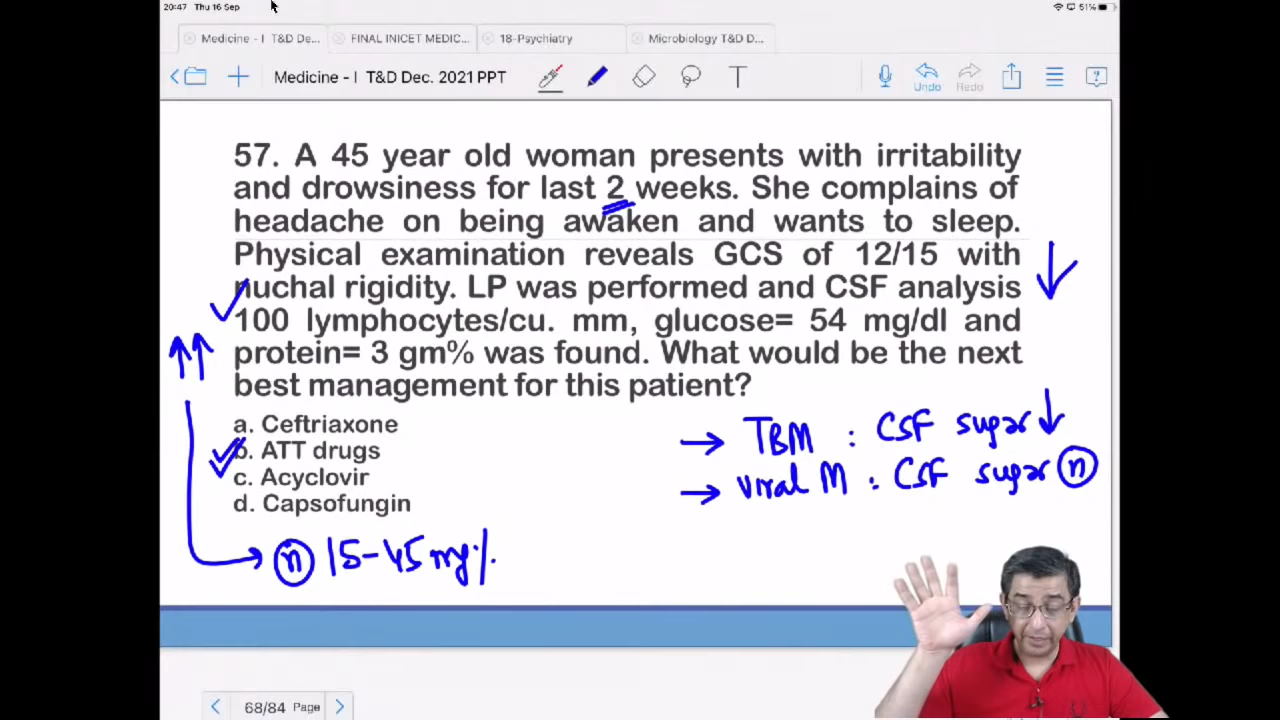 20:47 Thu 16 Sep
51%
Medicine - I T&D De...
FINAL INICET MEDIC...
18-Psychiatry
Microbiology T&D D...
Medicine - I T&D Dec. 2021 PPT
T
Undo
Redo
57. A 45 year old woman presents with irritability
and drowsiness for last 2 weeks. She complains of
headache on being awaken and wants to sleep.
Physical examination reveals GCS of 12/15 with
nuchal rigidity. LP was performed and CSF analysis
100 lymphocytes/cu. mm, glucose= 54 mg/dl and
protein= 3 gm% was found. What would be the next
best management for this patient?
a. Ceftriaxone
b. ATT drugs
c. Acyclovir
d. Capsofungin
→ TBM : CSF sugar ↓
→ Viral M : CSF sugar n
n 15-45 mg%
68/84 Page